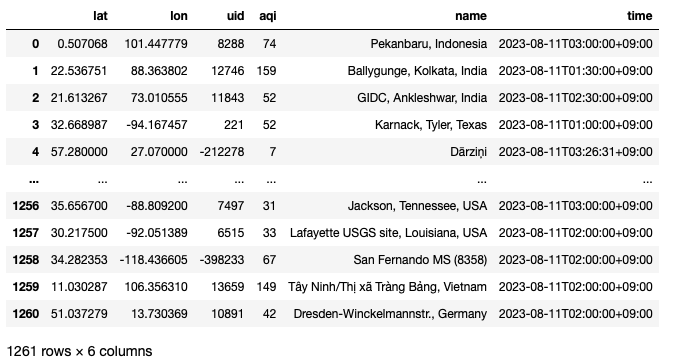 lat lon uid aqi name time
0 0.507068 101.447779 8288 74 Pekanbaru, Indonesia 2023-08-11T03:00:00+09:00
1 22.536751 88.363802 12746 159 Ballygunge, Kolkata, India 2023-08-11T01:30:00+09:00
2 21.613267 73.010555 11843 52 GIDC, Ankleshwar, India 2023-08-11T02:30:00+09:00
3 32.668987 -94.167457 221 52 Karnack, Tyler, Texas 2023-08-11T01:00:00+09:00
4 57.280000 27.070000 -212278 7 Dārziņi 2023-08-11T03:26:31+09:00
... ... ... ... ... ... ...
1256 35.656700 -88.809200 7497 31 Jackson, Tennessee, USA 2023-08-11T03:00:00+09:00
1257 30.217500 -92.051389 6515 33 Lafayette USGS site, Louisiana, USA 2023-08-11T02:00:00+09:00
1258 34.282353 -118.436605 -398233 67 San Fernando MS (8358) 2023-08-11T02:00:00+09:00
1259 11.030287 106.356310 13659 149 Tây Ninh/Thị xã Tràng Bảng, Vietnam 2023-08-11T02:00:00+09:00
1260 51.037279 13.730369 10891 42 Dresden-Winckelmannstr., Germany 2023-08-11T02:00:00+09:00
1261 rows × 6 columns